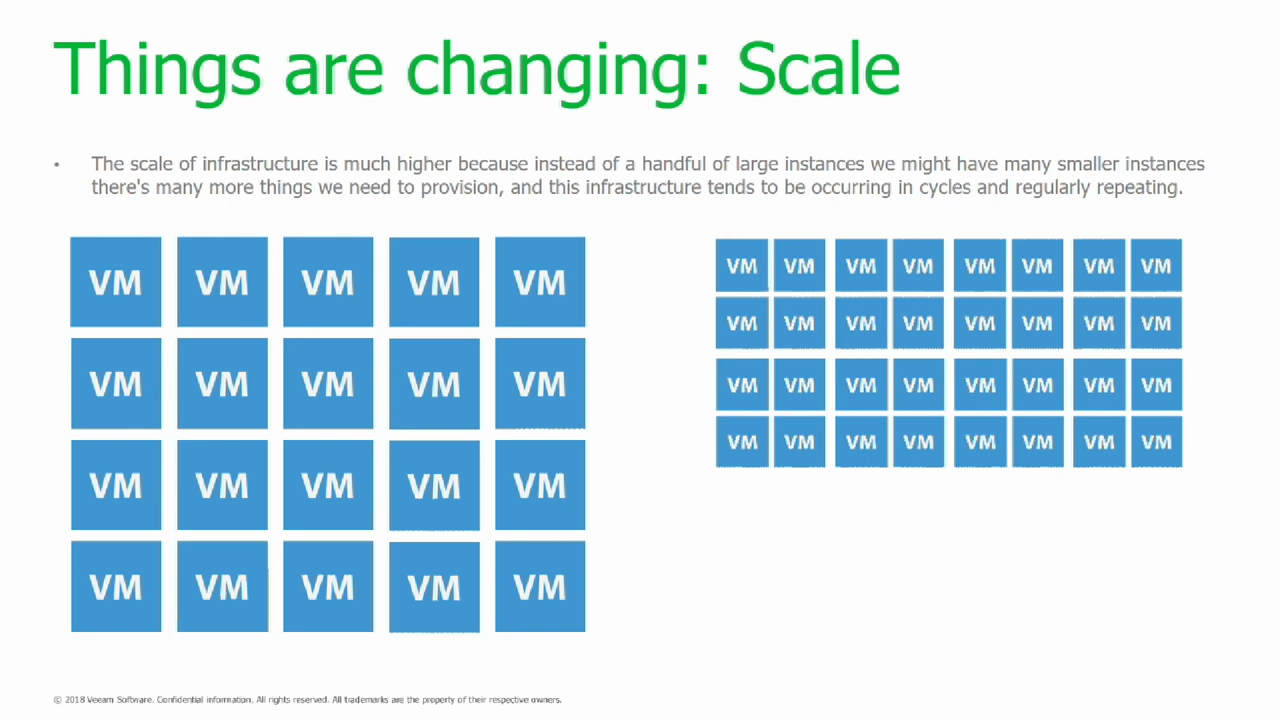 Things are changing: Scale
• The scale of infrastructure is much higher because instead of a handful of large instances we might have many smaller instances
there's many more things we need to provision, and this infrastructure tends to be occurring in cycles and regularly repeating.
VM VM VM VM VM
VM VM VM VM VM
VM VM VM VM VM
VM VM VM VM VM
VM VM VM VM VM VM VM VM
VM VM VM VM VM VM VM VM
VM VM VM VM VM VM VM VM
VM VM VM VM VM VM VM VM
© 2018 Veeam Software. Confidential information. All rights reserved. All trademarks are the property of their respective owners.